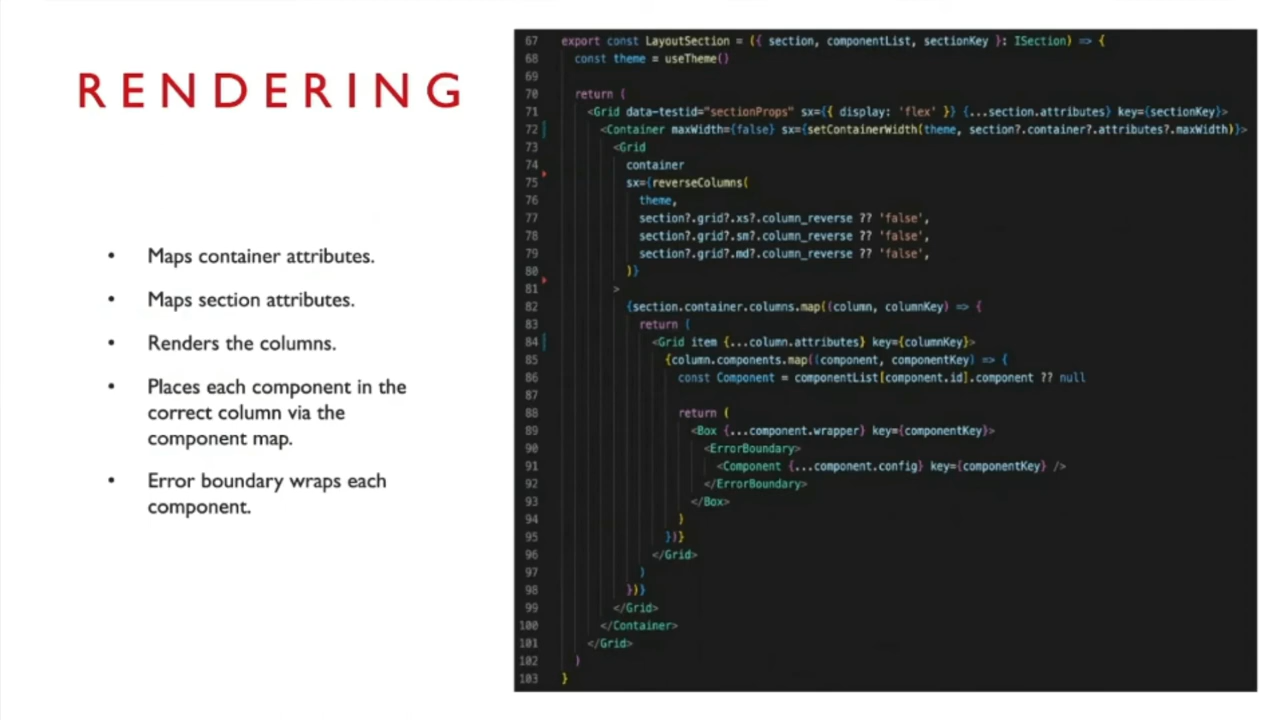 RENDERING
• Maps container attributes.
• Maps section attributes.
• Renders the columns.
• Places each component in the
correct column via the
component map.
• Error boundary wraps each
component.
67 export const LayoutSection = ({ section, componentList, sectionKey }: ISection) => {
68   const theme = useTheme()
69
70   return (
71     <Grid data-testid="sectionProps" sx={{ display: 'flex' }} {...section.attributes} key={sectionKey}>
72       <Container maxWidth={false} sx={setContainerWidth(theme, section?.container?.attributes?.maxWidth)}>
73         <Grid
74           container
75           sx={reverseColumns(
76             theme,
77             section?.grid?.xs?.column_reverse ?? 'false',
78             section?.grid?.sm?.column_reverse ?? 'false',
79             section?.grid?.md?.column_reverse ?? 'false',
80           )}
81         >
82           {section.container.columns.map((column, columnKey) => {
83             return (
84               <Grid item {...column.attributes} key={columnKey}>
85                 {column.components.map((component, componentKey) => {
86                   const Component = componentList[component.id].component ?? null
87
88                   return (
89                     <Box {...component.wrapper} key={componentKey}>
90                       <ErrorBoundary>
91                         <Component {...component.config} key={componentKey} />
92                       </ErrorBoundary>
93                     </Box>
94                   )
95                 })}
96               </Grid>
97             )
98           })}
99         </Grid>
100       </Container>
101     </Grid>
102   )
103 }